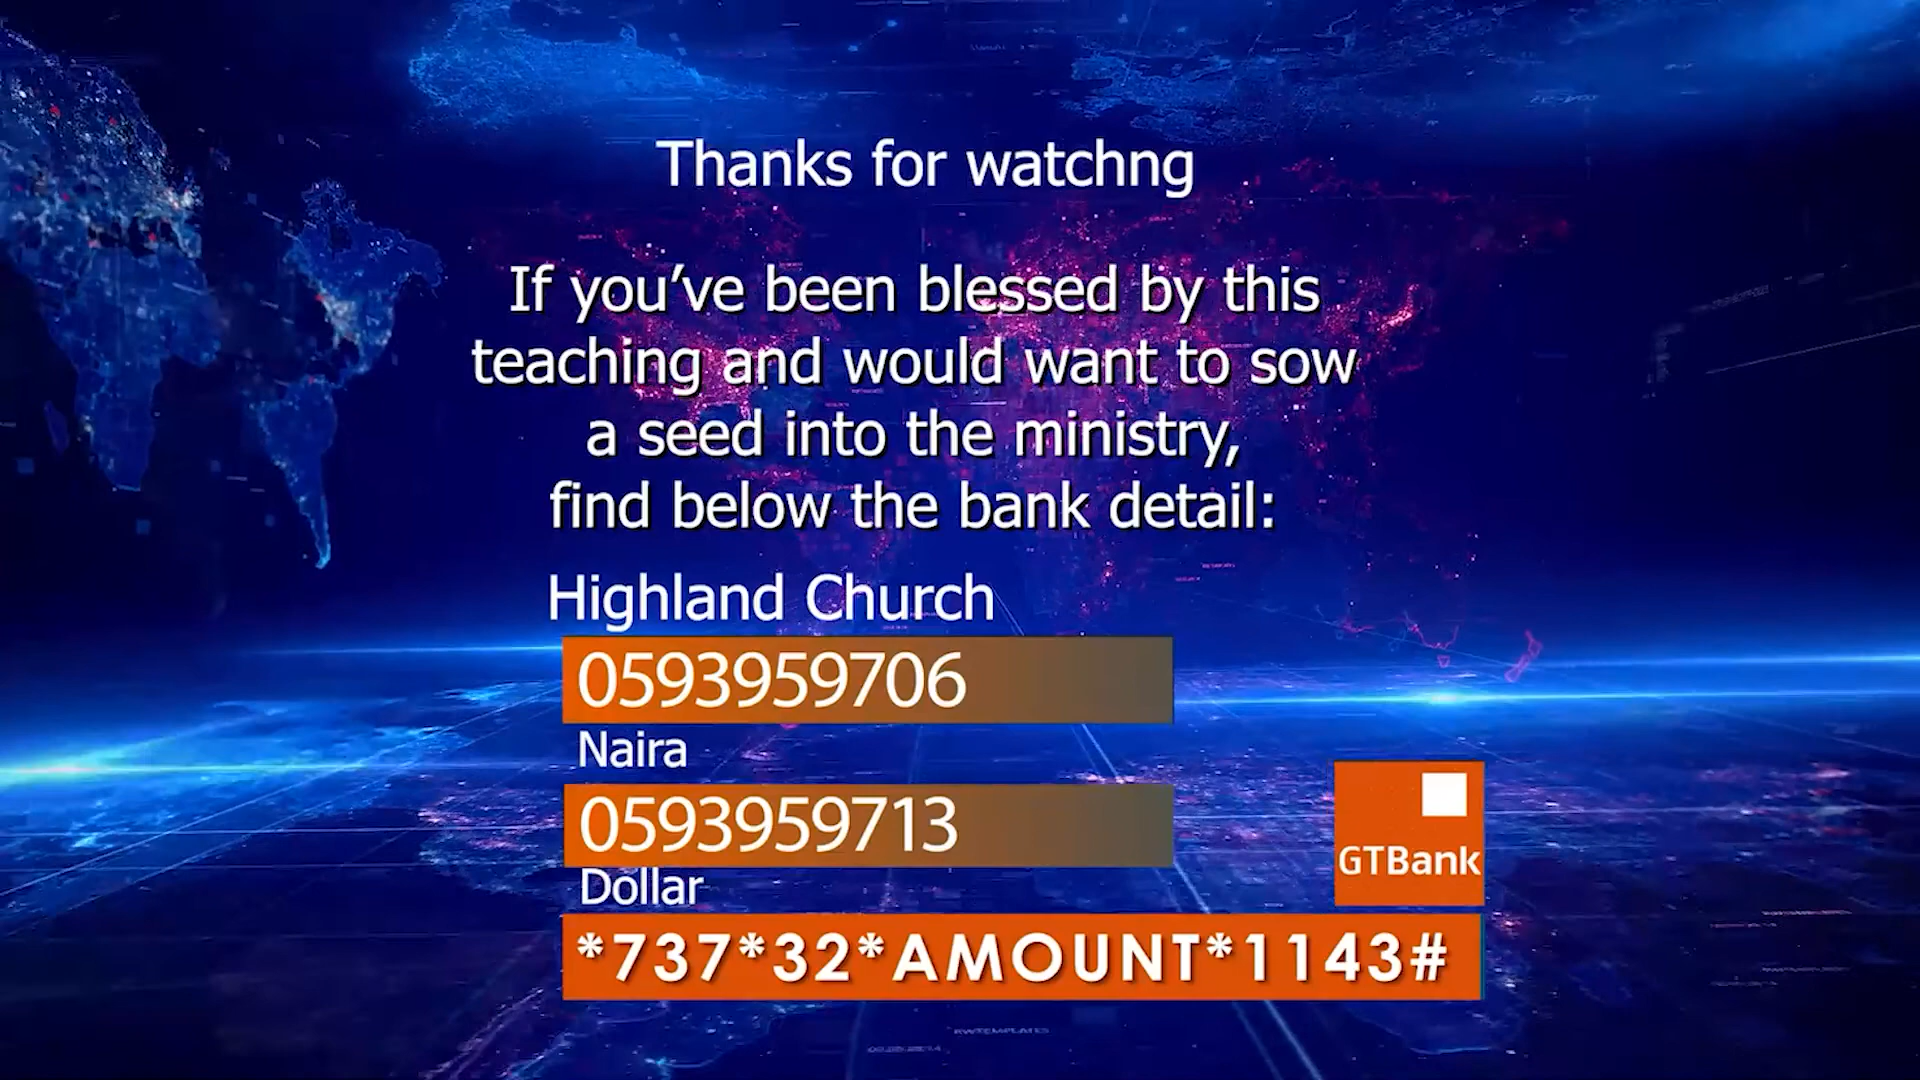 Thanks for watchng
If you’ve been blessed by this
teaching and would want to sow
a seed into the ministry,
find below the bank detail:
Highland Church
0593959706
Naira
0593959713
Dollar
GTBank
*737*32*AMOUNT*1143#